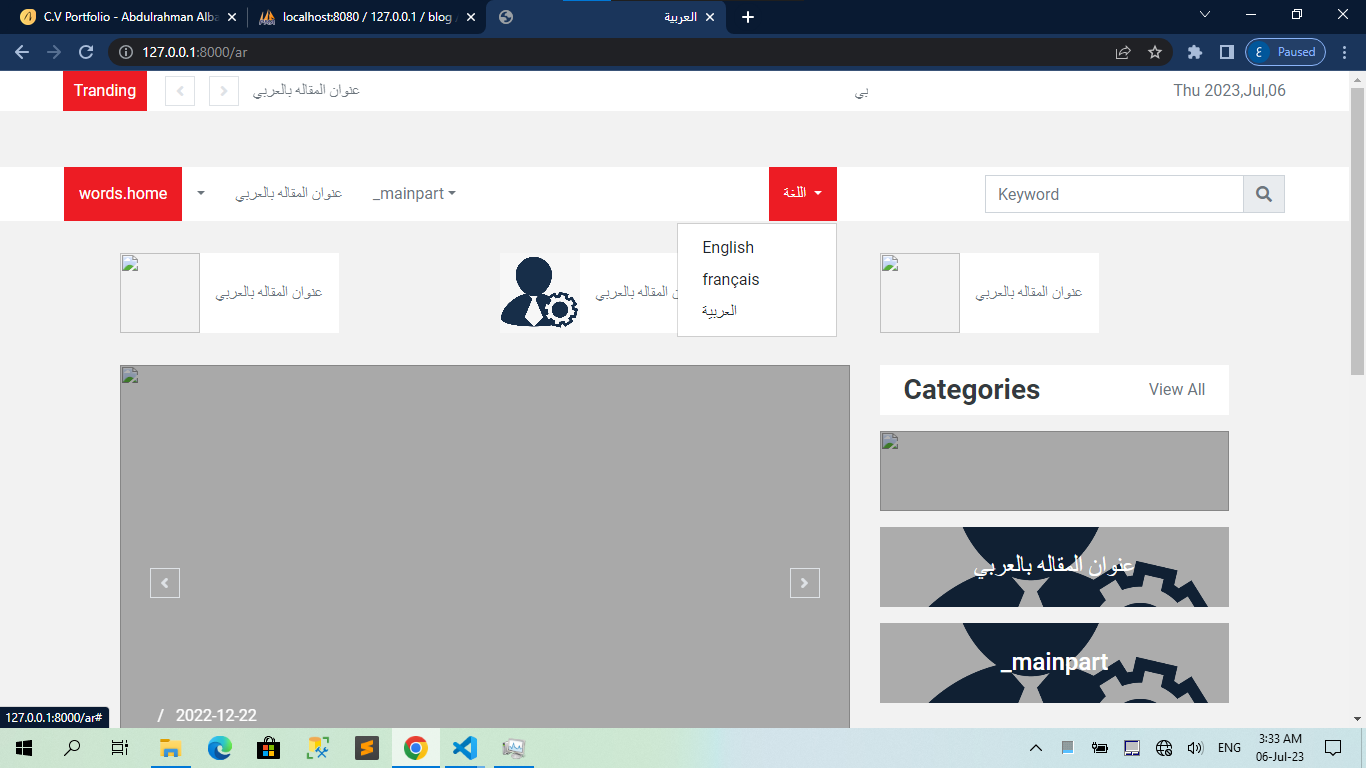 C.V Portfolio - Abdulrahman Alba
localhost:8080 / 127.0.0.1 / blog
العربية
127.0.0.1:8000/ar
ع
Paused
Tranding
عنوان المقاله بالعربي
بي
Thu 2023,Jul,06
words.home
عنوان المقاله بالعربي
_mainpart
اللغة
Keyword
English
français
العربية
عنوان المقاله بالعربي
المقاله بالعربي
عنوان المقاله بالعربي
Categories
View All
عنوان المقاله بالعربي
_mainpart
/ 2022-12-22
127.0.0.1:8000/ar#
ENG
3:33 AM
06-Jul-23